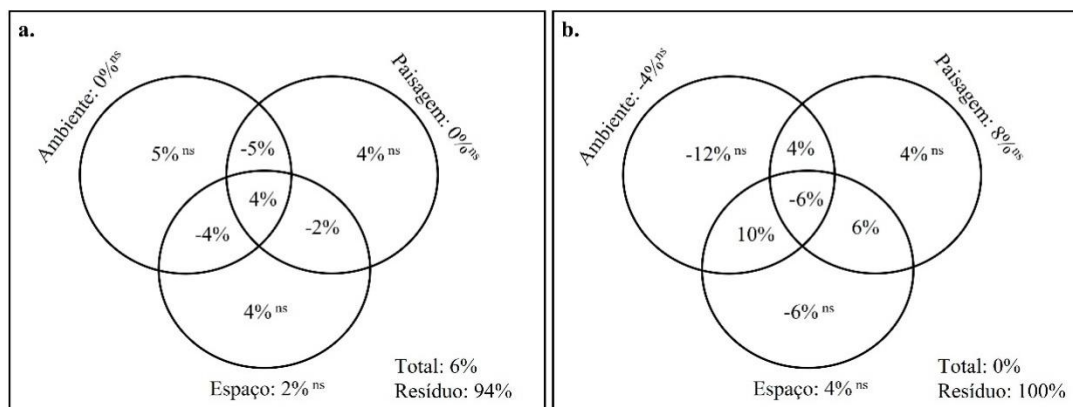 a.
Ambiente: 0%ns
Paisagem: 0%ns
5% ns
-5%
4% ns
4%
-4%
-2%
4% ns
Espaço: 2% ns
Total: 6%
Resíduo: 94%
b.
Ambiente: -4%ns
Paisagem: 8%ns
-12% ns
4%
4% ns
-6%
10%
6%
-6% ns
Espaço: 4% ns
Total: 0%
Resíduo: 100%